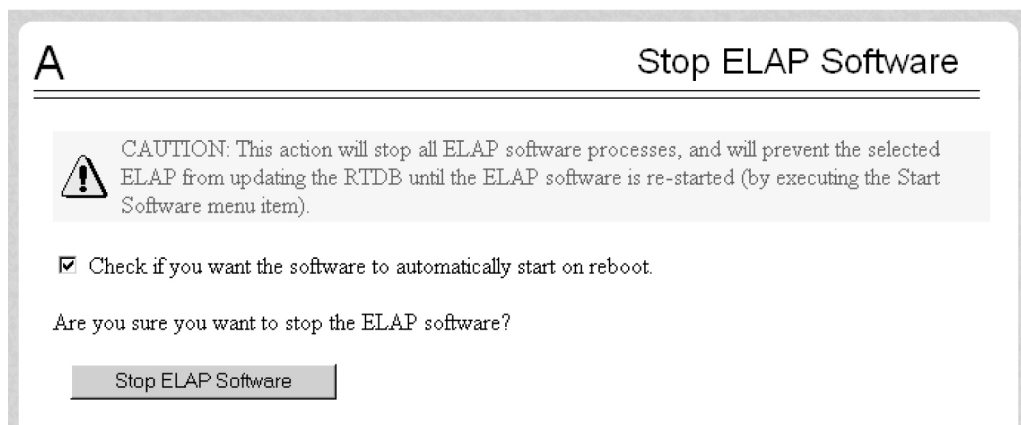 A
Stop ELAP Software
CAUTION: This action will stop all ELAP software processes, and will prevent the selected
ELAP from updating the RTDB until the ELAP software is re-started (by executing the Start
Software menu item).
Check if you want the software to automatically start on reboot.
Are you sure you want to stop the ELAP software?
Stop ELAP Software